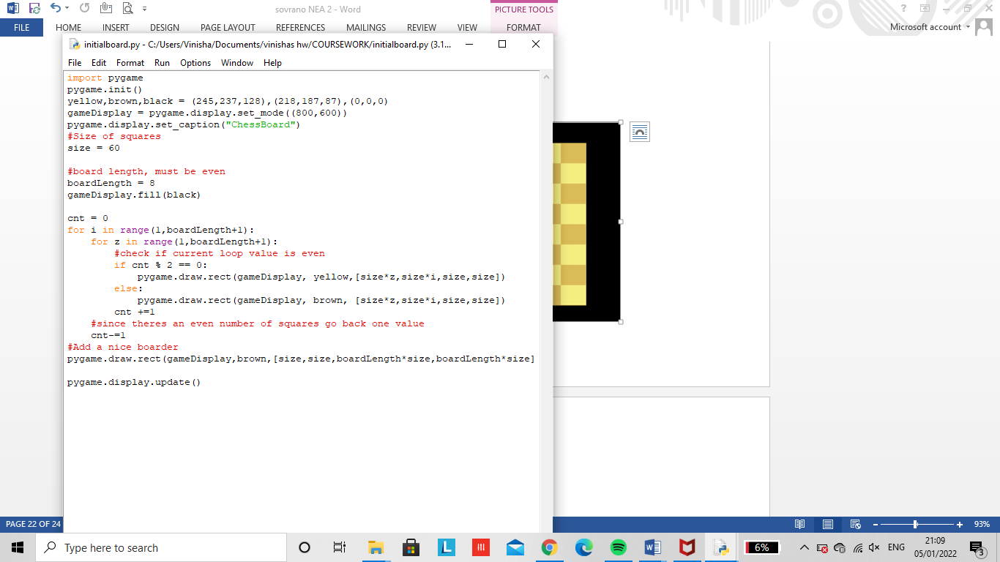 sovrano NEA 2 - Word
PICTURE TOOLS
?
FILE HOME INSERT DESIGN PAGE LAYOUT REFERENCES MAILINGS REVIEW VIEW FORMAT Microsoft account
initialboard.py - C:/Users/Vinisha/Documents/vinishas hw/COURSEWORK/initialboard.py (3.1...
File Edit Format Run Options Window Help
import pygame
pygame.init()
yellow,brown,black = (245,237,128),(218,187,87),(0,0,0)
gameDisplay = pygame.display.set_mode((800,600))
pygame.display.set_caption("ChessBoard")
#Size of squares
size = 60

#board length, must be even
boardLength = 8
gameDisplay.fill(black)

cnt = 0
for i in range(1,boardLength+1):
    for z in range(1,boardLength+1):
        #check if current loop value is even
        if cnt % 2 == 0:
            pygame.draw.rect(gameDisplay, yellow,[size*z,size*i,size,size])
        else:
            pygame.draw.rect(gameDisplay, brown, [size*z,size*i,size,size])
        cnt +=1
    #since theres an even number of squares go back one value
    cnt-=1
#Add a nice boarder
pygame.draw.rect(gameDisplay,brown,[size,size,boardLength*size,boardLength*size]

pygame.display.update()
PAGE 22 OF 24
93%
Type here to search
L
6%
ENG
21:09
05/01/2022
3